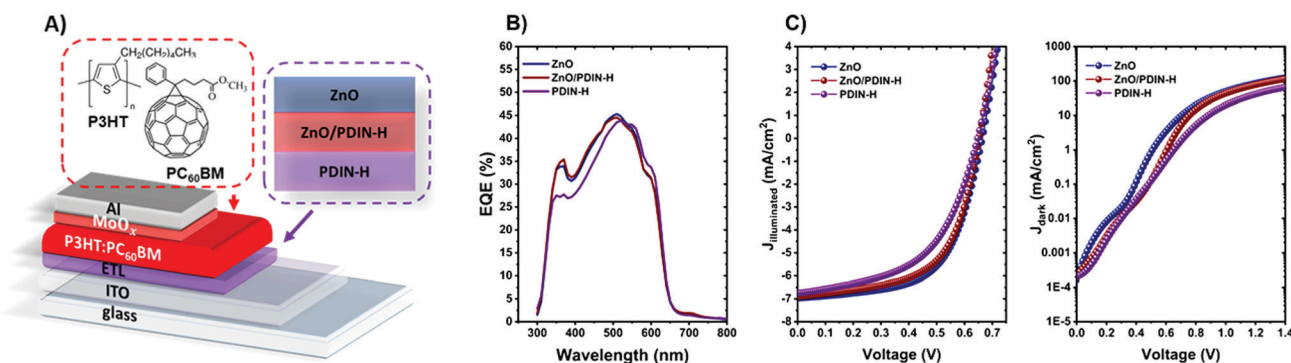 A)
CH₂(CH₂)₄CH₃
S
n
P3HT
O
CH₃
O
PC₆₀BM
ZnO
ZnO/PDIN-H
PDIN-H
Al
MoOₓ
P3HT:PC₆₀BM
ETL
ITO
glass
B)
EQE (%)
60
55
50
45
40
35
30
25
20
15
10
5
0
ZnO
ZnO/PDIN-H
PDIN-H
300 400 500 600 700 800
Wavelength (nm)
C)
J_illuminated (mA/cm²)
4
3
2
1
0
-1
-2
-3
-4
-5
-6
-7
-8
ZnO
ZnO/PDIN-H
PDIN-H
0.0 0.1 0.2 0.3 0.4 0.5 0.6 0.7
Voltage (V)
J_dark (mA/cm²)
1000
100
10
1
0.1
0.01
0.001
1E-4
1E-5
ZnO
ZnO/PDIN-H
PDIN-H
0.0 0.2 0.4 0.6 0.8 1.0 1.2 1.4
Voltage (V)